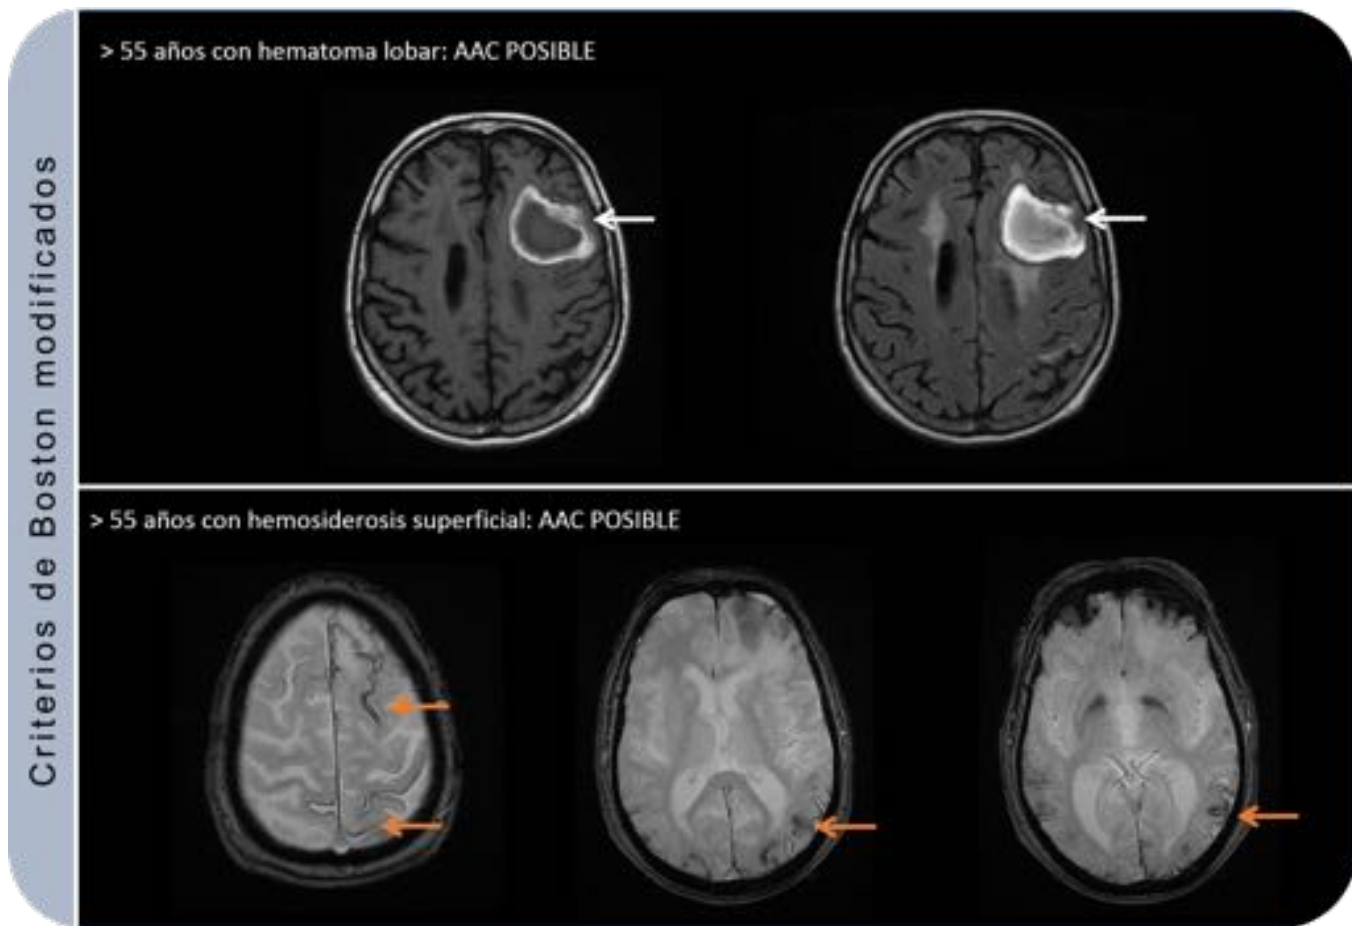 Criterios de Boston modificados
> 55 años con hematoma lobar: AAC POSIBLE
> 55 años con hemosiderosis superficial: AAC POSIBLE